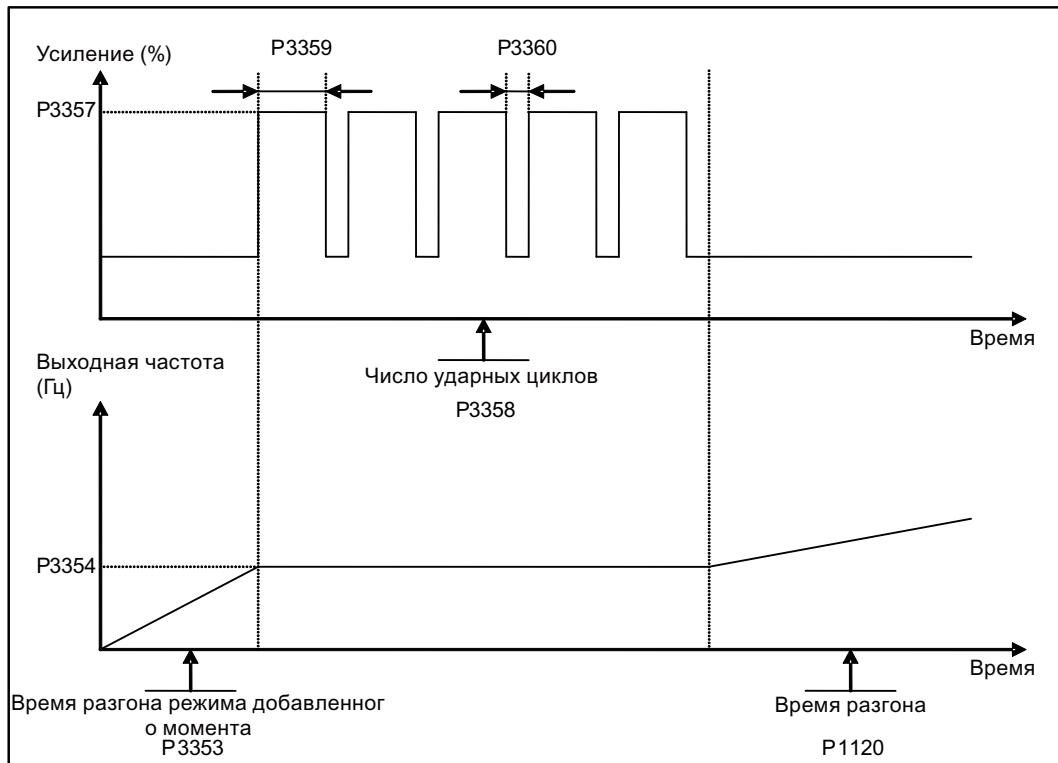 Усиление (%)
P3359
P3360
P3357
Время
Выходная частота
(Гц)
Число ударных циклов
P3358
P3354
Время
Время разгона режима добавленног
о момента
P3353
Время разгона
P1120